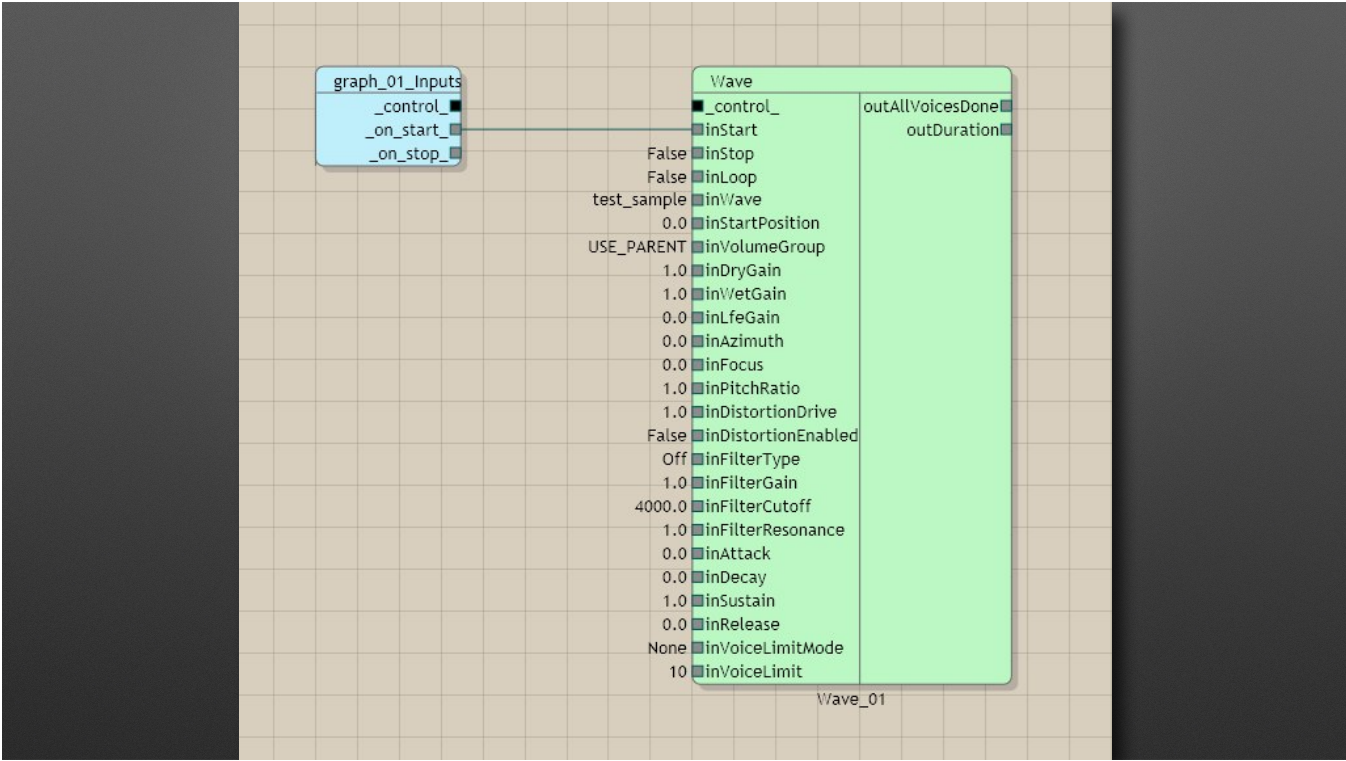 graph_01_Inputs
_control_
_on_start_
_on_stop_
Wave
_control_ outAllVoicesDone
inStart outDuration
False inStop
False inLoop
test_sample inWave
0.0 inStartPosition
USE_PARENT inVolumeGroup
1.0 inDryGain
1.0 inWetGain
0.0 inLfeGain
0.0 inAzimuth
0.0 inFocus
1.0 inPitchRatio
1.0 inDistortionDrive
False inDistortionEnabled
Off inFilterType
1.0 inFilterGain
4000.0 inFilterCutoff
1.0 inFilterResonance
0.0 inAttack
0.0 inDecay
1.0 inSustain
0.0 inRelease
None inVoiceLimitMode
10 inVoiceLimit
Wave_01